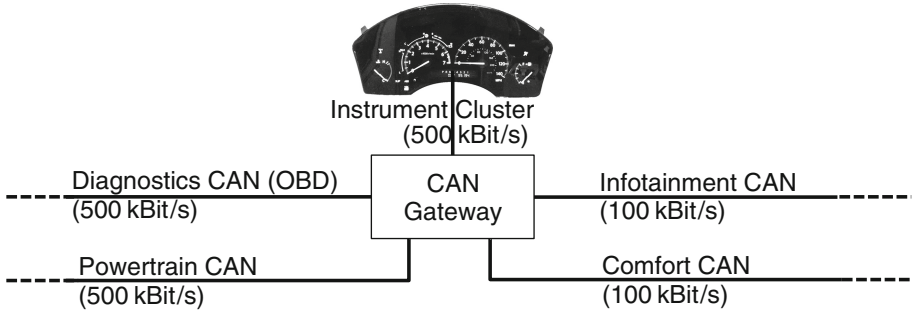 Instrument Cluster
(500 kBit/s)
Diagnostics CAN (OBD)
(500 kBit/s)
CAN
Gateway
Infotainment CAN
(100 kBit/s)
Powertrain CAN
(500 kBit/s)
Comfort CAN
(100 kBit/s)